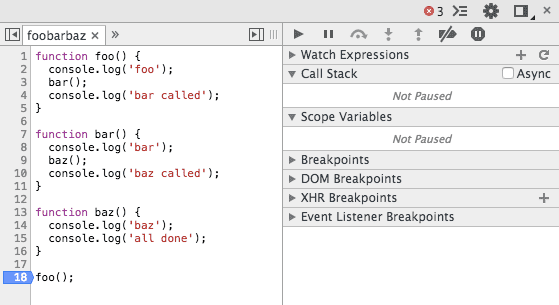 3
foobarbaz × »
1 function foo() {
2 console.log('foo');
3 bar();
4 console.log('bar called');
5 }
6
7 function bar() {
8 console.log('bar');
9 baz();
10 console.log('baz called');
11 }
12
13 function baz() {
14 console.log('baz');
15 console.log('all done');
16 }
17
18 foo();
Watch Expressions
Call Stack Async
Not Paused
Scope Variables
Not Paused
Breakpoints
DOM Breakpoints
XHR Breakpoints
Event Listener Breakpoints